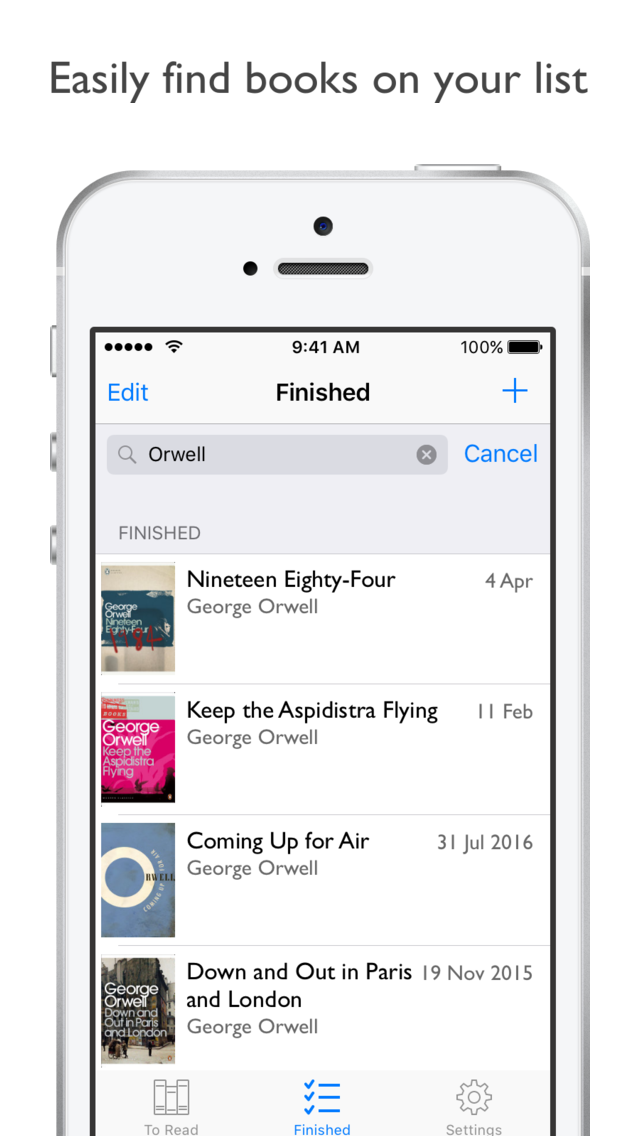 Easily find books on your list
9:41 AM
100%
Edit
Finished
Orwell
Cancel
FINISHED
George
Orwell
Nineteen
Eighty-Four
1984
Nineteen Eighty-Four
4 Apr
George Orwell
BOOKS
George
Orwell
Keep the
Aspidistra
Flying
Keep the Aspidistra Flying
11 Feb
George Orwell
ORWELL
COMING UP
FOR AIR
Coming Up for Air
31 Jul 2016
George Orwell
George
Orwell
Down and
Out in Paris
and London
Down and Out in Paris
and London
19 Nov 2015
George Orwell
To Read
Finished
Settings